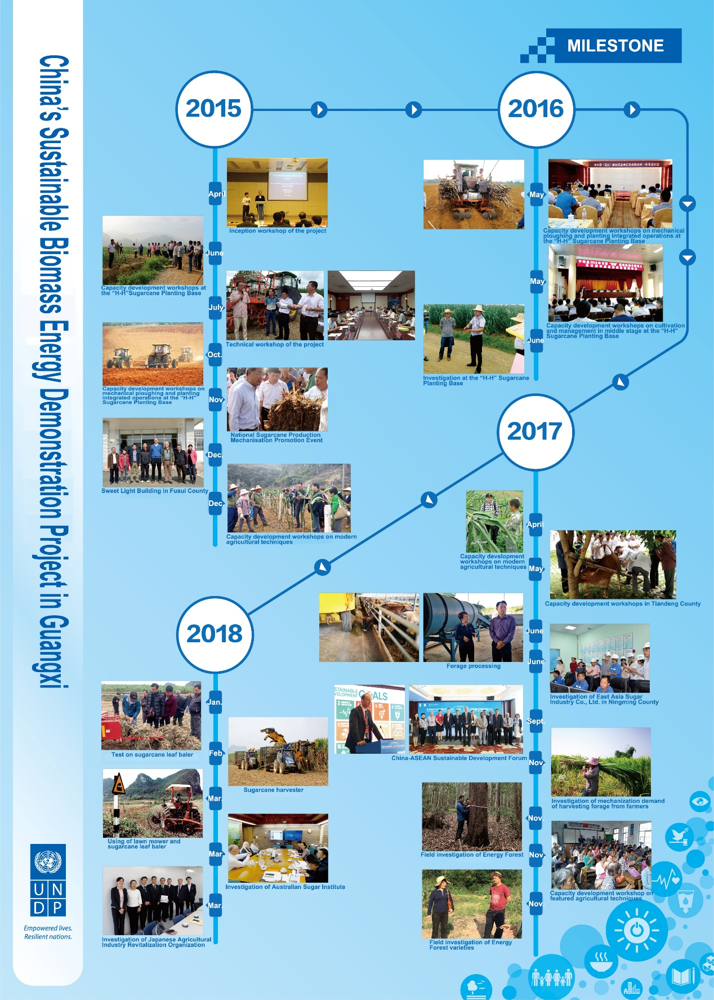 MILESTONE
China's Sustainable Biomass Energy Demonstration Project in Guangxi
2015
April
Inception workshop of the project
June
Capacity development workshops at
the “H-H”Sugarcane Planting Base
July
Technical workshop of the project
Oct.
Capacity development workshops on
mechanical ploughing and planting
integrated operations at the “H-H”
Sugarcane Planting Base
Nov.
National Sugarcane Production
Mechanisation Promotion Event
Dec.
Sweet Light Building in Fusui County
Dec.
Capacity development workshops on modern
agricultural techniques
2016
May
Capacity development workshops on mechanical
ploughing and planting integrated operations at
the “H-H” Sugarcane Planting Base
May
Capacity development workshops on cultivation
and management in middle stage at the “H-H”
Sugarcane Planting Base
June
Investigation at the “H-H” Sugarcane
Planting Base
2017
April
Capacity development
workshops on modern
agricultural techniques
May
Capacity development workshops in Tiandeng County
June
Forage processing
June
Investigation of East Asia Sugar
Industry Co., Ltd. in Ningming County
Sept.
STAINABLE
VELOPMENT GOALS
China-ASEAN Sustainable Development Forum
Nov.
Investigation of mechanization demand
of harvesting forage from farmers
Nov.
Field investigation of Energy Forest
Nov.
Capacity development workshop on
featured agricultural techniques
Nov.
Field investigation of Energy
Forest varieties
2018
Jan.
Test on sugarcane leaf baler
Feb.
Sugarcane harvester
Mar.
Using of lawn mower and
sugarcane leaf baler
Mar.
Investigation of Australian Sugar Institute
Mar.
Investigation of Japanese Agricultural
Industry Revitalization Organization
U N
D P
Empowered lives.
Resilient nations.